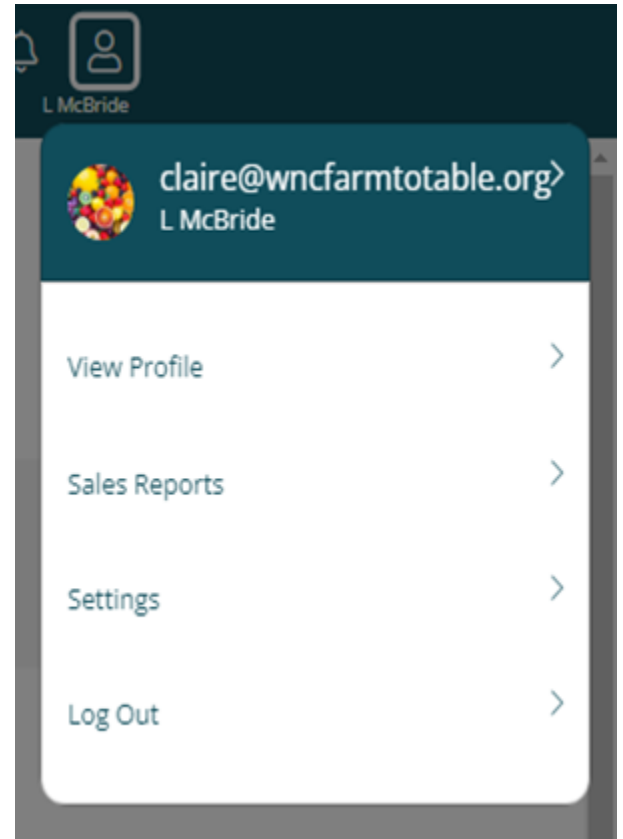 L McBride
claire@wncfarmtotable.org
L McBride
View Profile
Sales Reports
Settings
Log Out